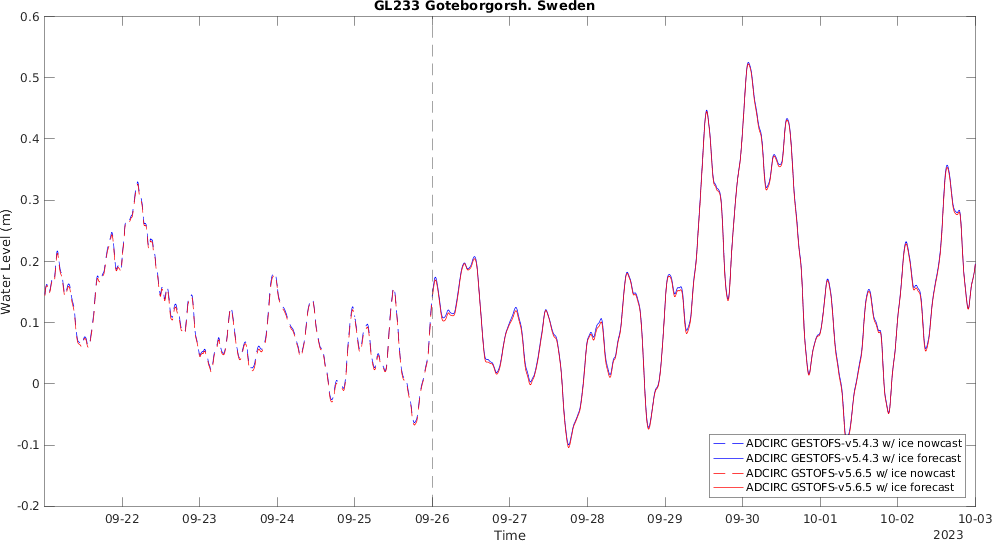 GL233 Goteborgorsh. Sweden
0.6
0.5
0.4
0.3
0.2
0.1
0
-0.1
-0.2
Water Level (m)
ADCIRC GESTOFS-v5.4.3 w/ ice nowcast
ADCIRC GESTOFS-v5.4.3 w/ ice forecast
ADCIRC GSTOFS-v5.6.5 w/ ice nowcast
ADCIRC GSTOFS-v5.6.5 w/ ice forecast
09-22 09-23 09-24 09-25 09-26 09-27 09-28 09-29 09-30 10-01 10-02 10-03
Time
2023